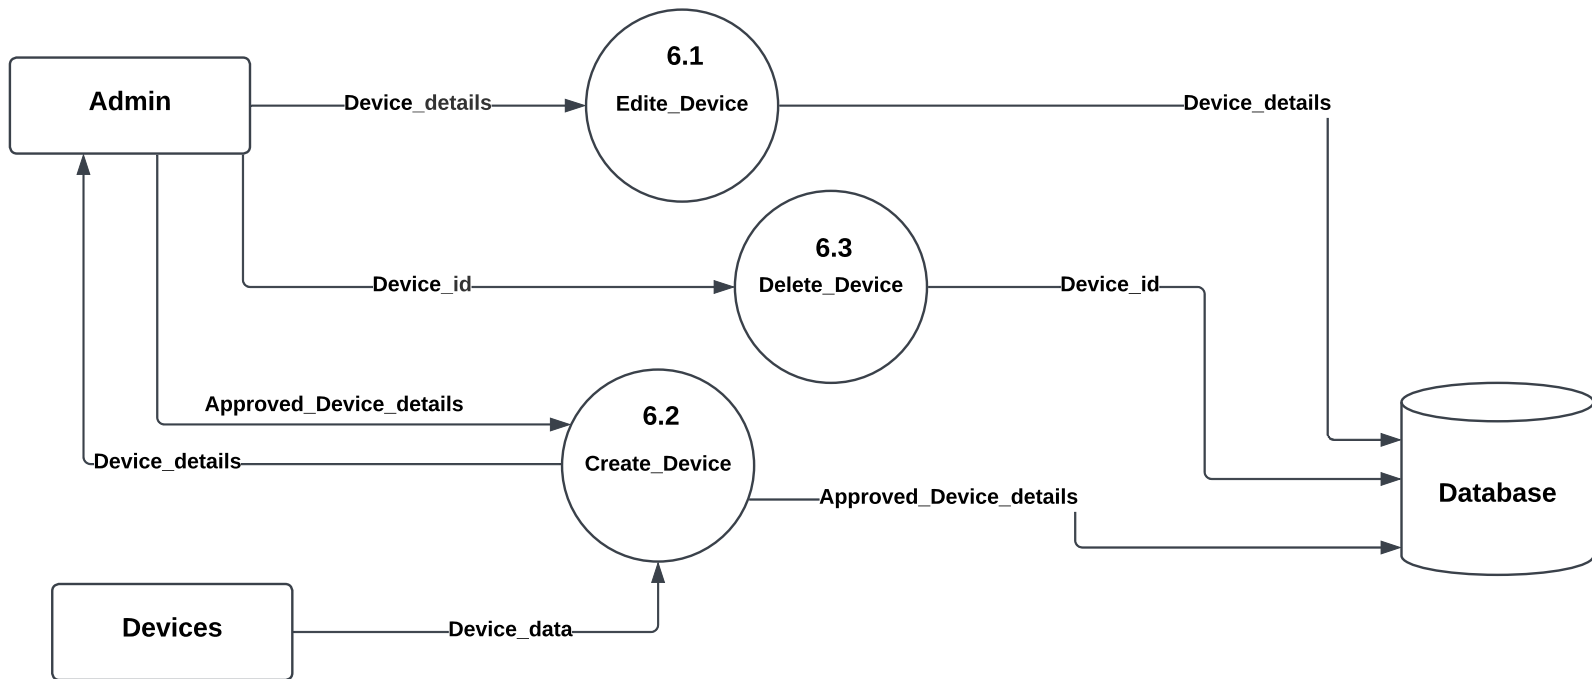 6.1
Admin
Device_details
Edite_Device
Device_details
6.3
Device_id
Delete_Device
Device_id
Approved_Device_details
6.2
Device_details
Create_Device
Approved_Device_details
Database
Devices
Device_data